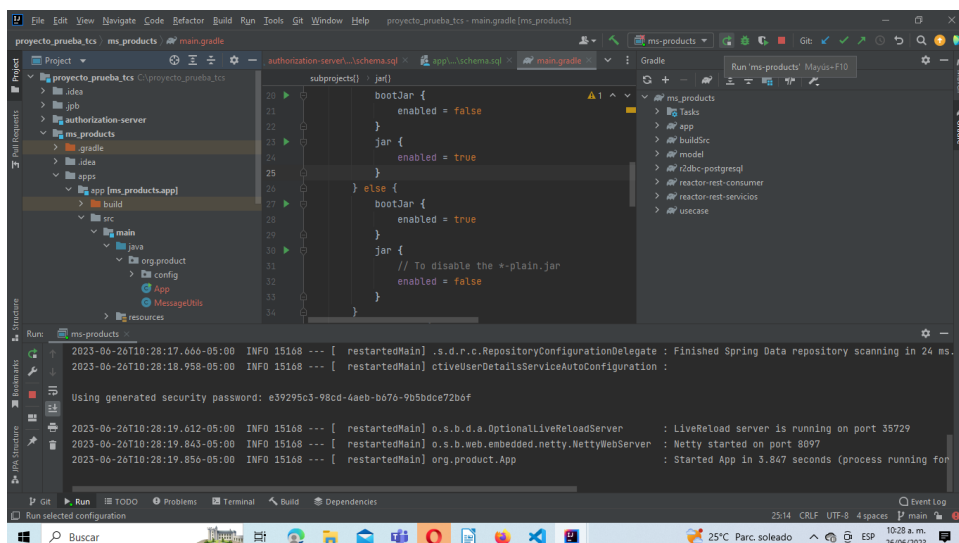 File Edit View Navigate Code Refactor Build Run Tools Git Window Help proyecto_prueba_tcs - main.gradle [ms_products]
proyecto_prueba_tcs ms_products main.gradle ms-products Git:
Project authorization-server\...\schema.sql app\...\schema.sql main.gradle Gradle
Run 'ms-products' Mayús+F10
proyecto_prueba_tcs C:\proyecto_prueba_tcs
.idea
.jpb
authorization-server
ms_products
.gradle
.idea
apps
app [ms_products.app]
build
src
main
java
org.product
config
App
MessageUtils
resources
subprojects{} jar{}
20 bootJar {
21 enabled = false
22 }
23 jar {
24 enabled = true
25 }
26 } else {
27 bootJar {
28 enabled = true
29 }
30 jar {
31 // To disable the *-plain.jar
32 enabled = false
33 }
34 }
1
ms_products
Tasks
app
buildSrc
model
r2dbc-postgresql
reactor-rest-consumer
reactor-rest-servicios
usecase
Project
Pull Requests
Structure
Bookmarks
JPA Structure
Run: ms-products
2023-06-26T10:28:17.666-05:00 INFO 15168 --- [ restartedMain] .s.d.r.c.RepositoryConfigurationDelegate : Finished Spring Data repository scanning in 24 ms.
2023-06-26T10:28:18.958-05:00 INFO 15168 --- [ restartedMain] ctiveUserDetailsServiceAutoConfiguration :
Using generated security password: e39295c3-98cd-4aeb-b676-9b5bdce72b6f
2023-06-26T10:28:19.612-05:00 INFO 15168 --- [ restartedMain] o.s.b.d.a.OptionalLiveReloadServer : LiveReload server is running on port 35729
2023-06-26T10:28:19.843-05:00 INFO 15168 --- [ restartedMain] o.s.b.web.embedded.netty.NettyWebServer : Netty started on port 8097
2023-06-26T10:28:19.856-05:00 INFO 15168 --- [ restartedMain] org.product.App : Started App in 3.847 seconds (process running for
Git Run TODO Problems Terminal Build Dependencies Event Log
Run selected configuration 25:14 CRLF UTF-8 4 spaces main
Buscar 25°C Parc. soleado ESP 10:28 a. m.
26/06/2023